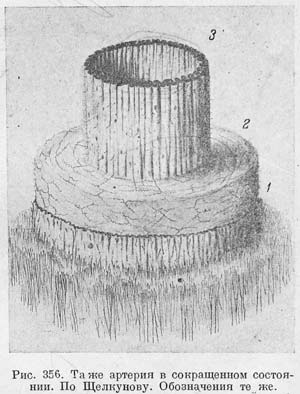 3
2
1
Рис. 356. Та же артерия в сокращенном состоя-
нии. По Щелкунову. Обозначения те же.